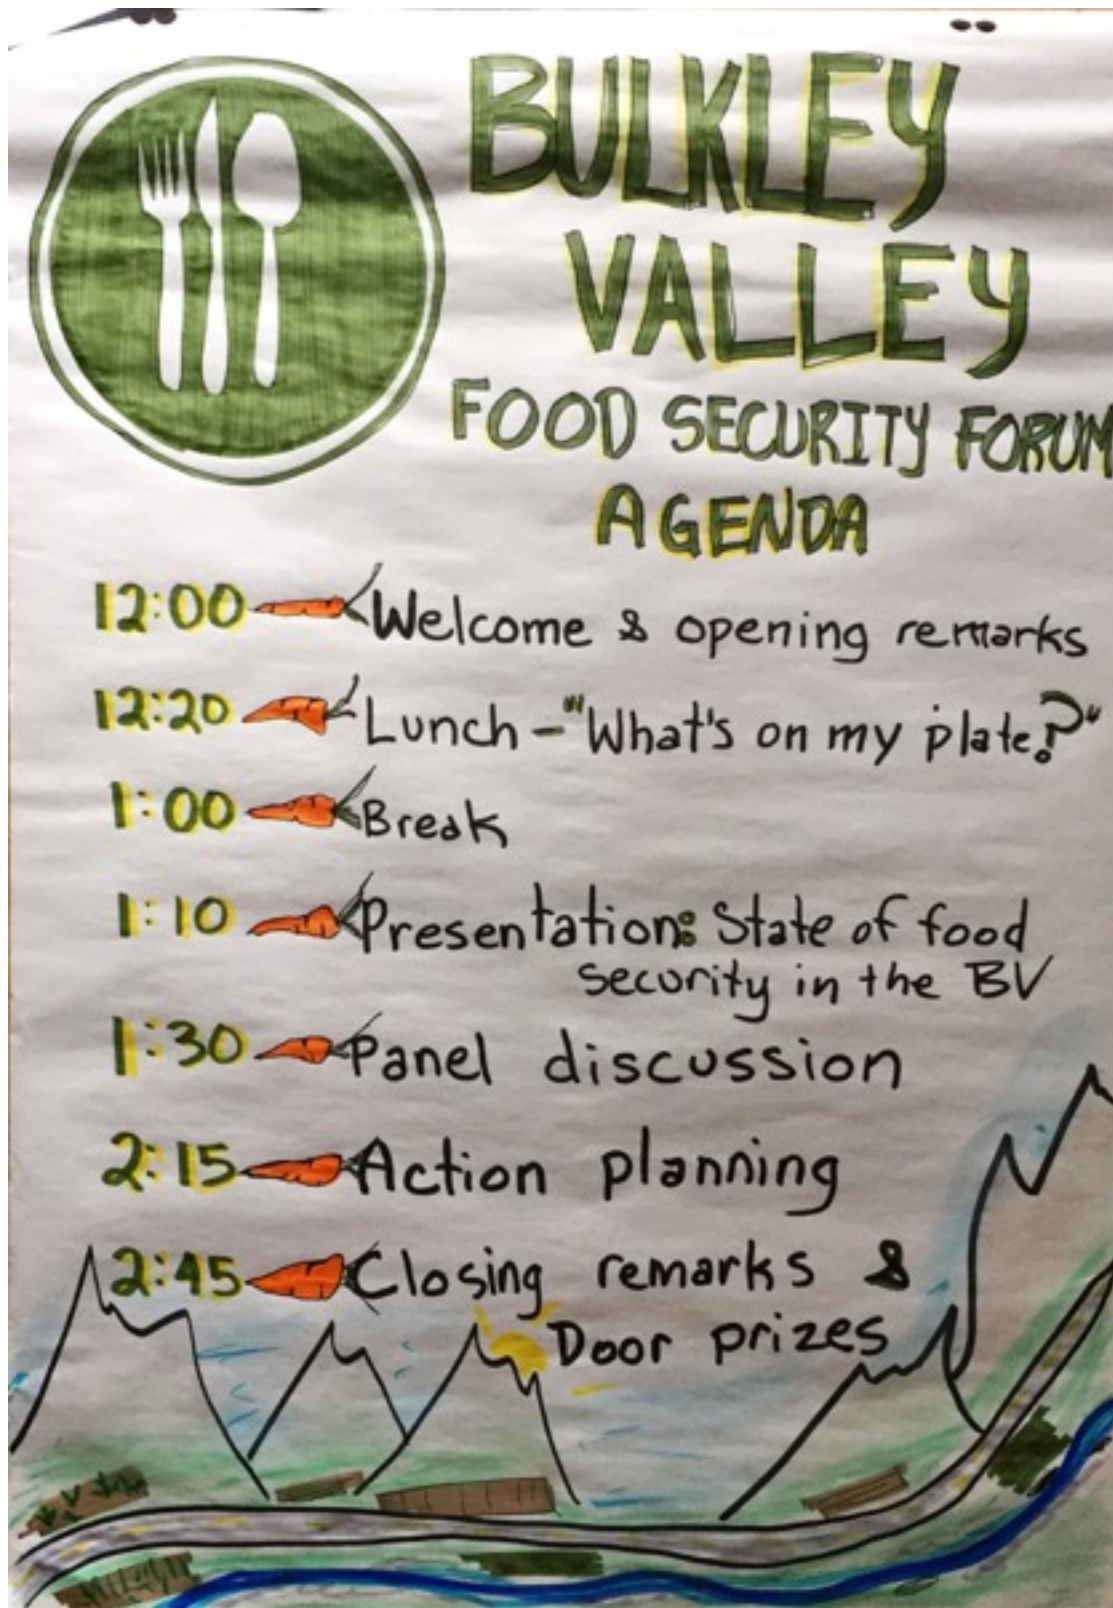 BULKLEY
VALLEY
FOOD SECURITY FORUM
AGENDA
12:00 Welcome & opening remarks
12:20 Lunch - "What's on my plate?"
1:00 Break
1:10 Presentation: State of food
security in the BV
1:30 Panel discussion
2:15 Action planning
2:45 Closing remarks &
Door prizes